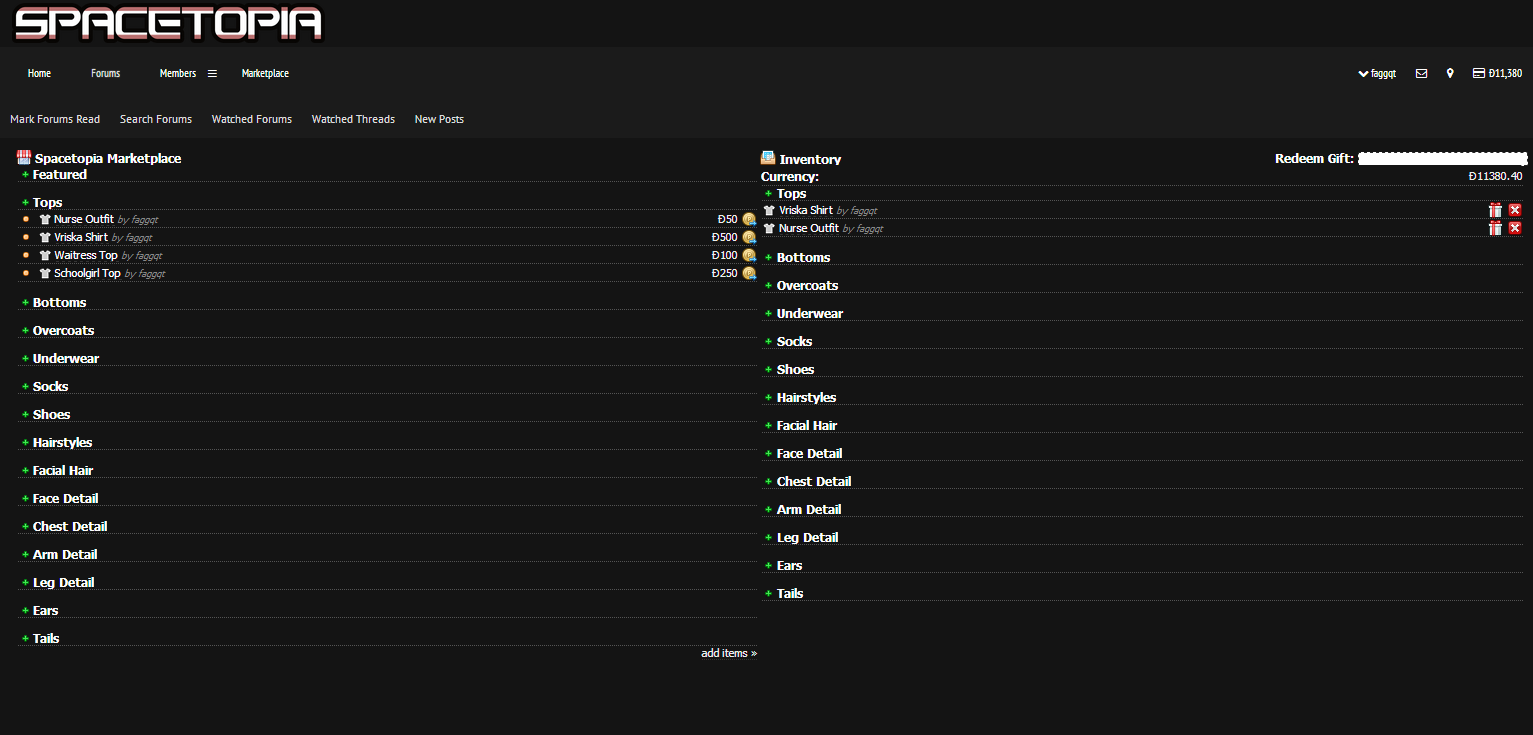 SPACETOPIA
Home Forums Members Marketplace faggqt Đ11,380
Mark Forums Read Search Forums Watched Forums Watched Threads New Posts
Spacetopia Marketplace
+ Featured
+ Tops
Nurse Outfit by faggqt Đ50
Vriska Shirt by faggqt Đ500
Waitress Top by faggqt Đ100
Schoolgirl Top by faggqt Đ250
+ Bottoms
+ Overcoats
+ Underwear
+ Socks
+ Shoes
+ Hairstyles
+ Facial Hair
+ Face Detail
+ Chest Detail
+ Arm Detail
+ Leg Detail
+ Ears
+ Tails
add items »
Inventory Redeem Gift:
Currency: Đ11380.40
+ Tops
Vriska Shirt by faggqt
Nurse Outfit by faggqt
+ Bottoms
+ Overcoats
+ Underwear
+ Socks
+ Shoes
+ Hairstyles
+ Facial Hair
+ Face Detail
+ Chest Detail
+ Arm Detail
+ Leg Detail
+ Ears
+ Tails